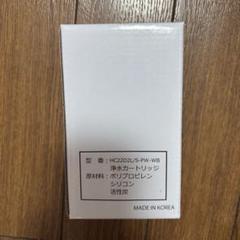 型 番：HC22D2L/S-PW-WB
浄水カートリッジ
原材料：ポリプロピレン
シリコン
活性炭
MADE IN KOREA